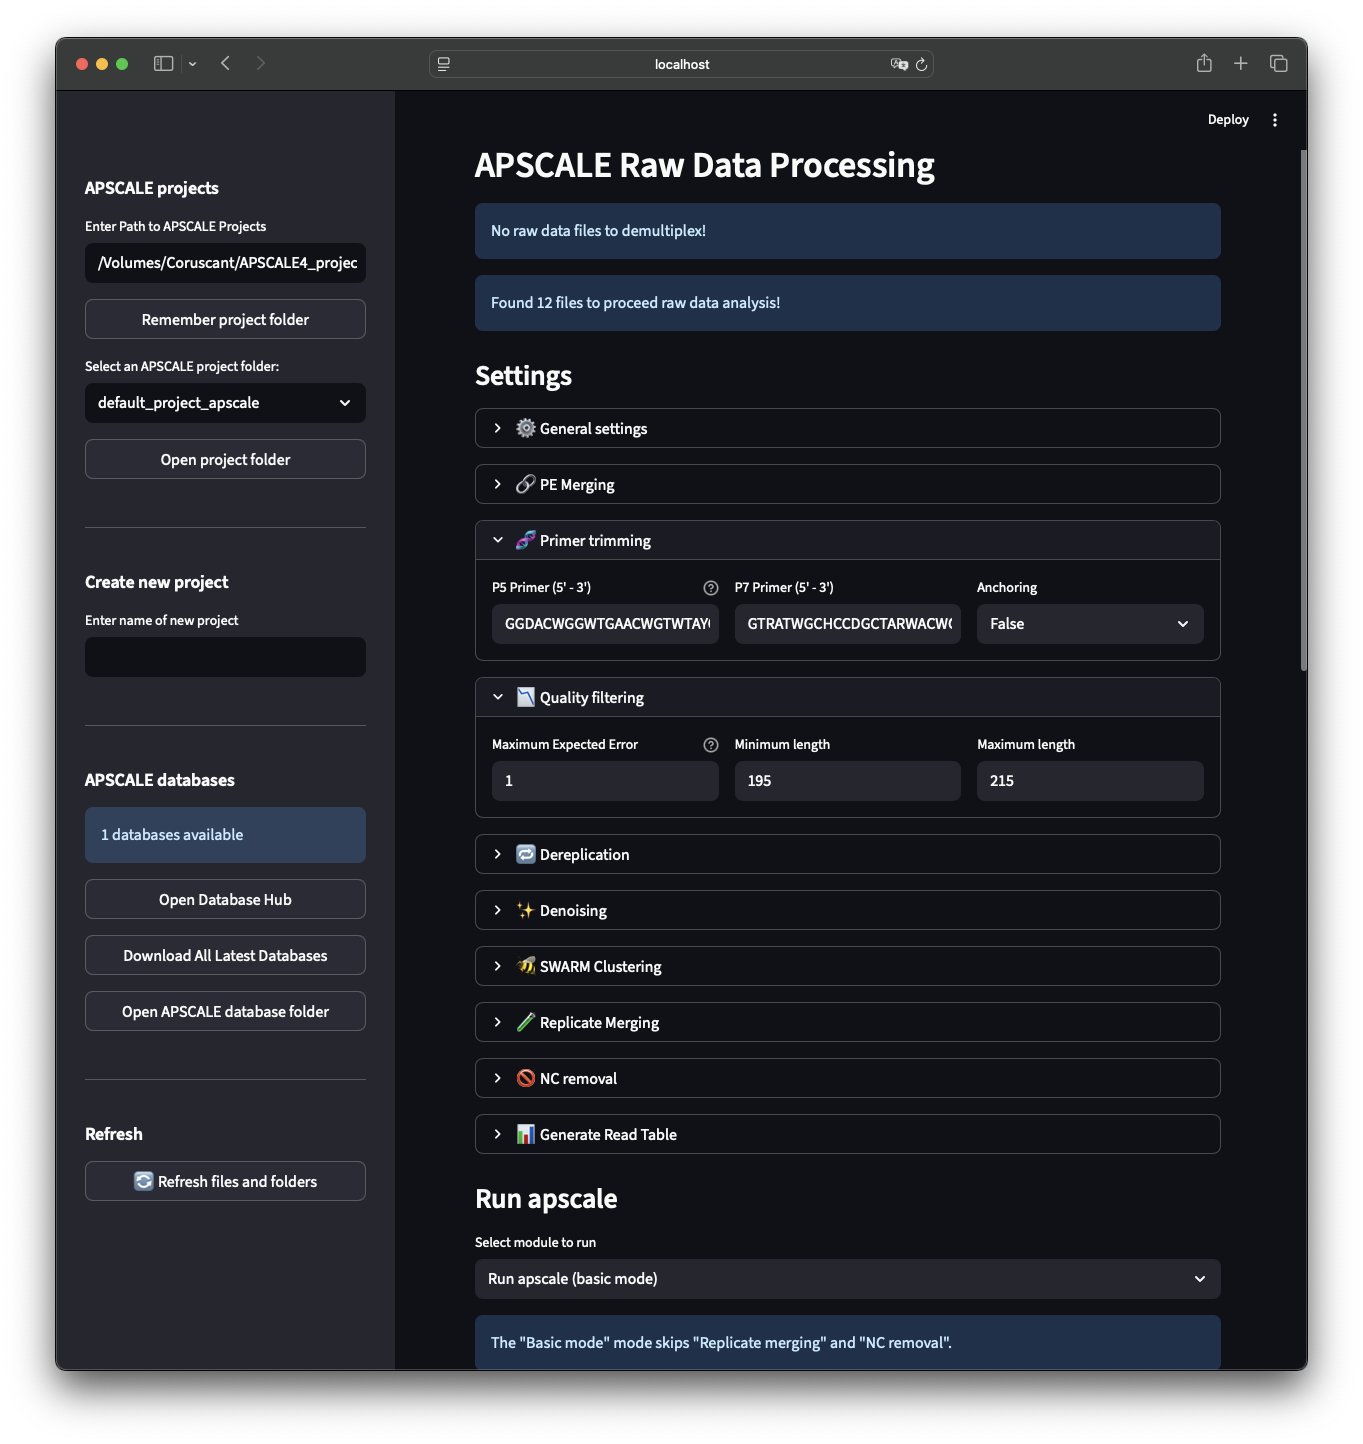 localhost
Deploy
APSCALE projects
Enter Path to APSCALE Projects
/Volumes/Coruscant/APSCALE4_projec
Remember project folder
Select an APSCALE project folder:
default_project_apscale
Open project folder
Create new project
Enter name of new project
APSCALE databases
1 databases available
Open Database Hub
Download All Latest Databases
Open APSCALE database folder
Refresh
Refresh files and folders
APSCALE Raw Data Processing
No raw data files to demultiplex!
Found 12 files to proceed raw data analysis!
Settings
General settings
PE Merging
Primer trimming
P5 Primer (5' - 3')
P7 Primer (5' - 3')
Anchoring
GGDACWGGWTGAACWGTWTAY
GTRATWGCHCCDGCTARWACW
False
Quality filtering
Maximum Expected Error
Minimum length
Maximum length
1
195
215
Dereplication
Denoising
SWARM Clustering
Replicate Merging
NC removal
Generate Read Table
Run apscale
Select module to run
Run apscale (basic mode)
The "Basic mode" mode skips "Replicate merging" and "NC removal".